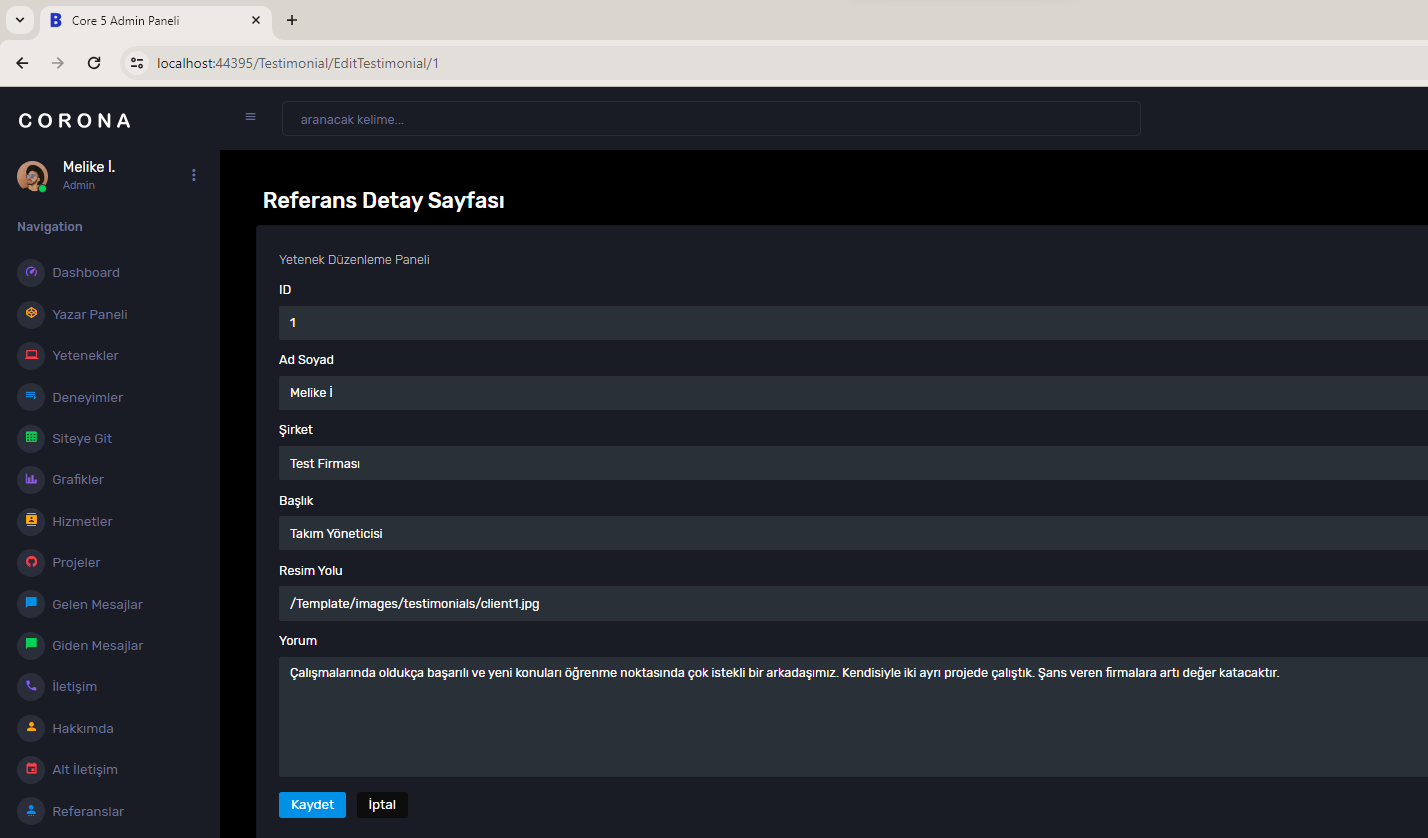 Core 5 Admin Paneli
localhost:44395/Testimonial/EditTestimonial/1
CORONA
aranacak kelime...
Melike İ.
Admin
Navigation
Dashboard
Yazar Paneli
Yetenekler
Deneyimler
Siteye Git
Grafikler
Hizmetler
Projeler
Gelen Mesajlar
Giden Mesajlar
İletişim
Hakkımda
Alt İletişim
Referanslar
Referans Detay Sayfası
Yetenek Düzenleme Paneli
ID
1
Ad Soyad
Melike İ
Şirket
Test Firması
Başlık
Takım Yöneticisi
Resim Yolu
/Template/images/testimonials/client1.jpg
Yorum
Çalışmalarında oldukça başarılı ve yeni konuları öğrenme noktasında çok istekli bir arkadaşımız. Kendisiyle iki ayrı projede çalıştık. Şans veren firmalara artı değer katacaktır.
Kaydet İptal